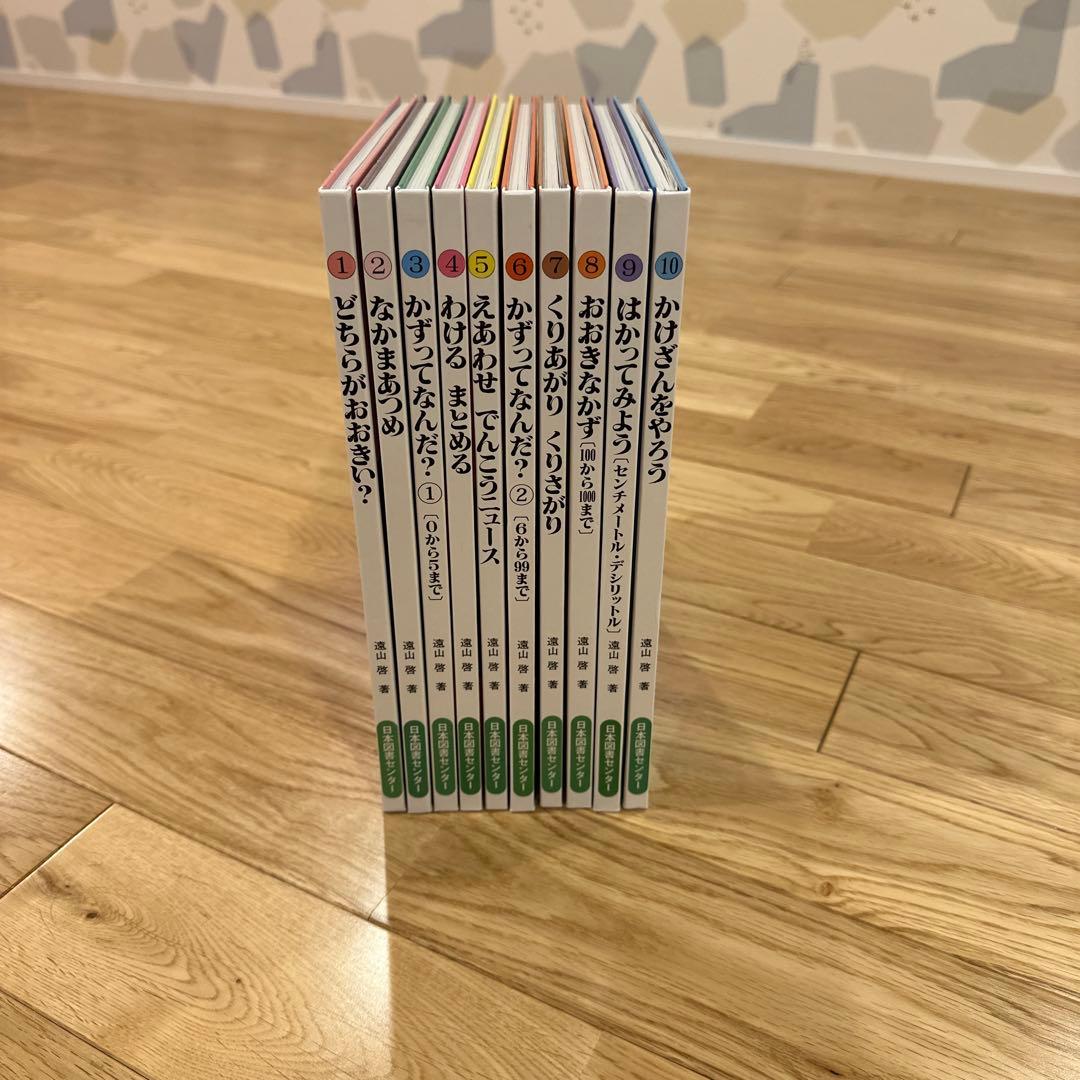 1
どちらがおおきい?
遠山 啓 著
日本図書センター
2
なかまあつめ
遠山 啓 著
日本図書センター
3
かずってなんだ?①[0から5まで]
遠山 啓 著
日本図書センター
4
わける まとめる
遠山 啓 著
日本図書センター
5
えあわせ でんこうニュース
遠山 啓 著
日本図書センター
6
かずってなんだ?②[6から99まで]
遠山 啓 著
日本図書センター
7
くりあがり くりさがり
遠山 啓 著
日本図書センター
8
おおきなかず[100から1000まで]
遠山 啓 著
日本図書センター
9
はかってみよう[センチメートル・デシリットル]
遠山 啓 著
日本図書センター
10
かけざんをやろう
遠山 啓 著
日本図書センター